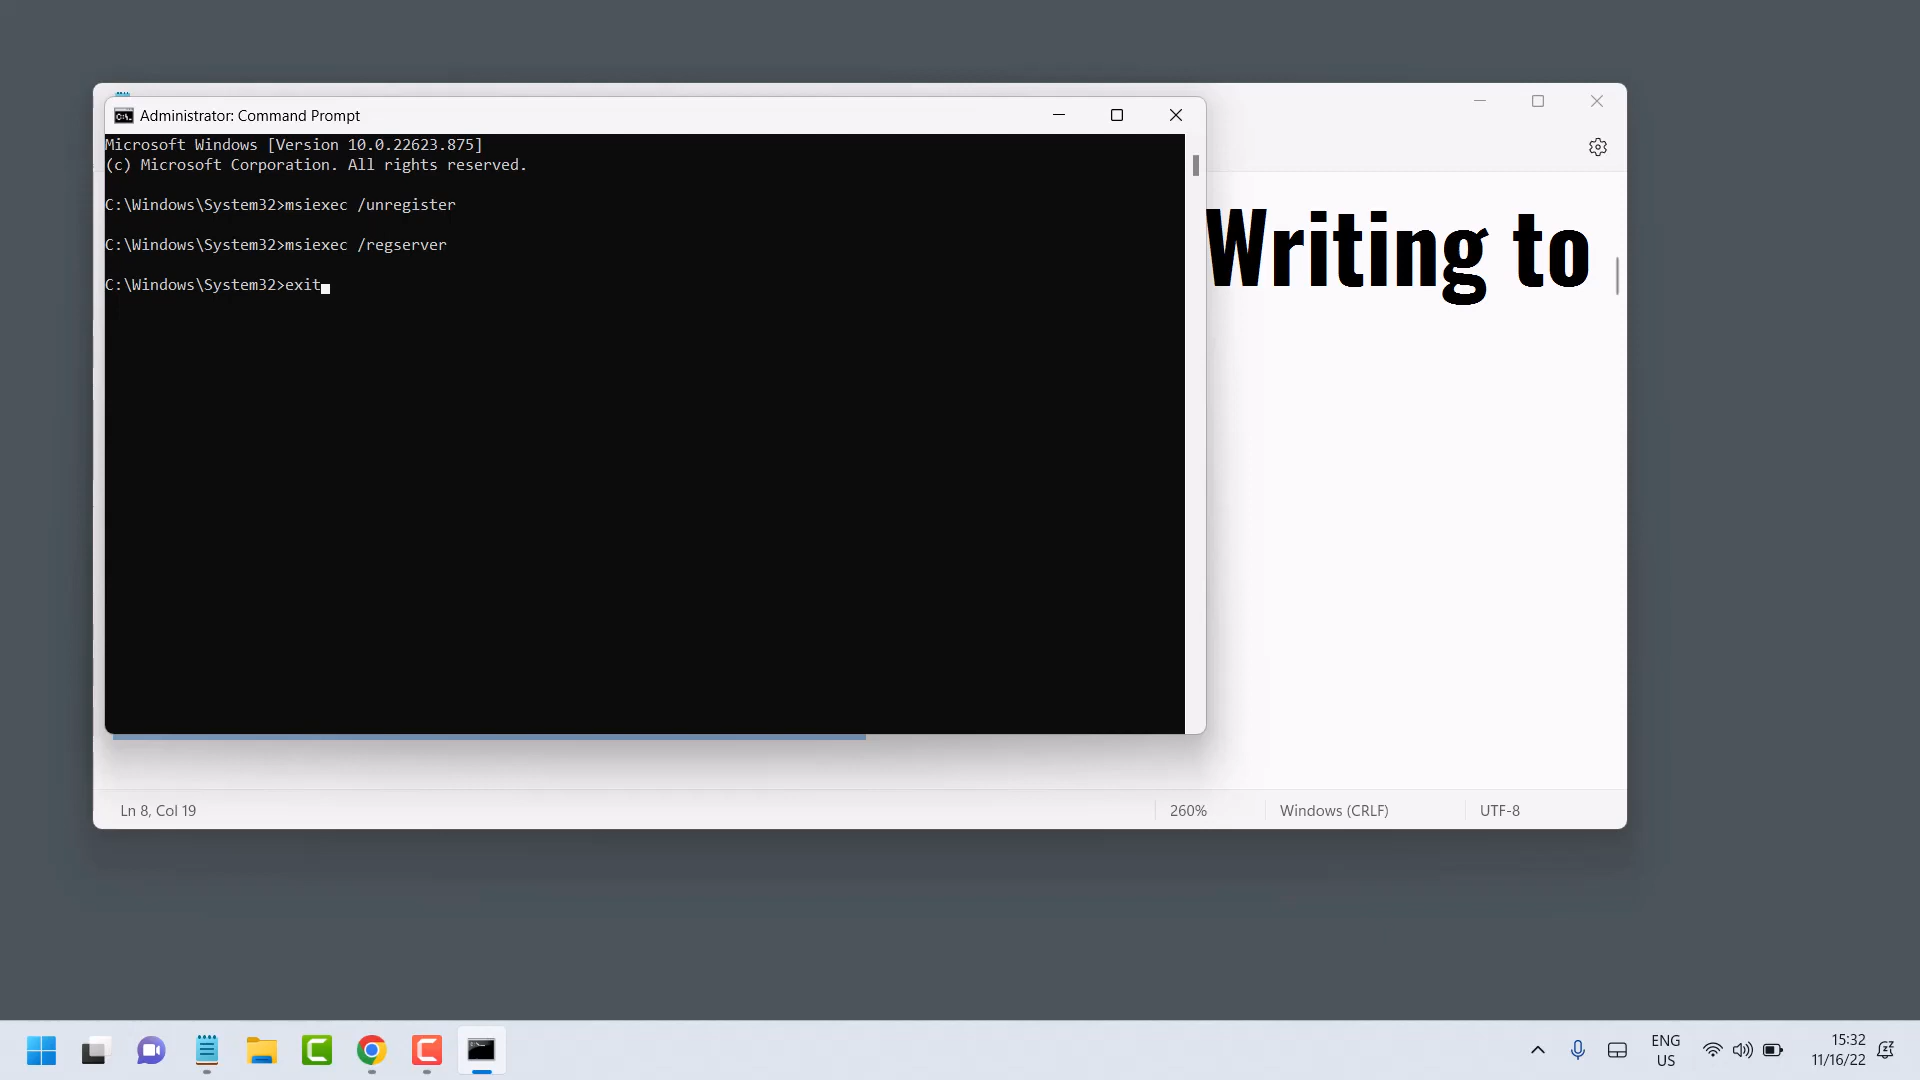 Administrator: Command Prompt
Microsoft Windows [Version 10.0.22623.875]
(c) Microsoft Corporation. All rights reserved.
C:\Windows\System32>msiexec /unregister
C:\Windows\System32>msiexec /regserver
C:\Windows\System32>exit
Writing to
Ln 8, Col 19
260%
Windows (CRLF)
UTF-8
ENG
US
15:32
11/16/22